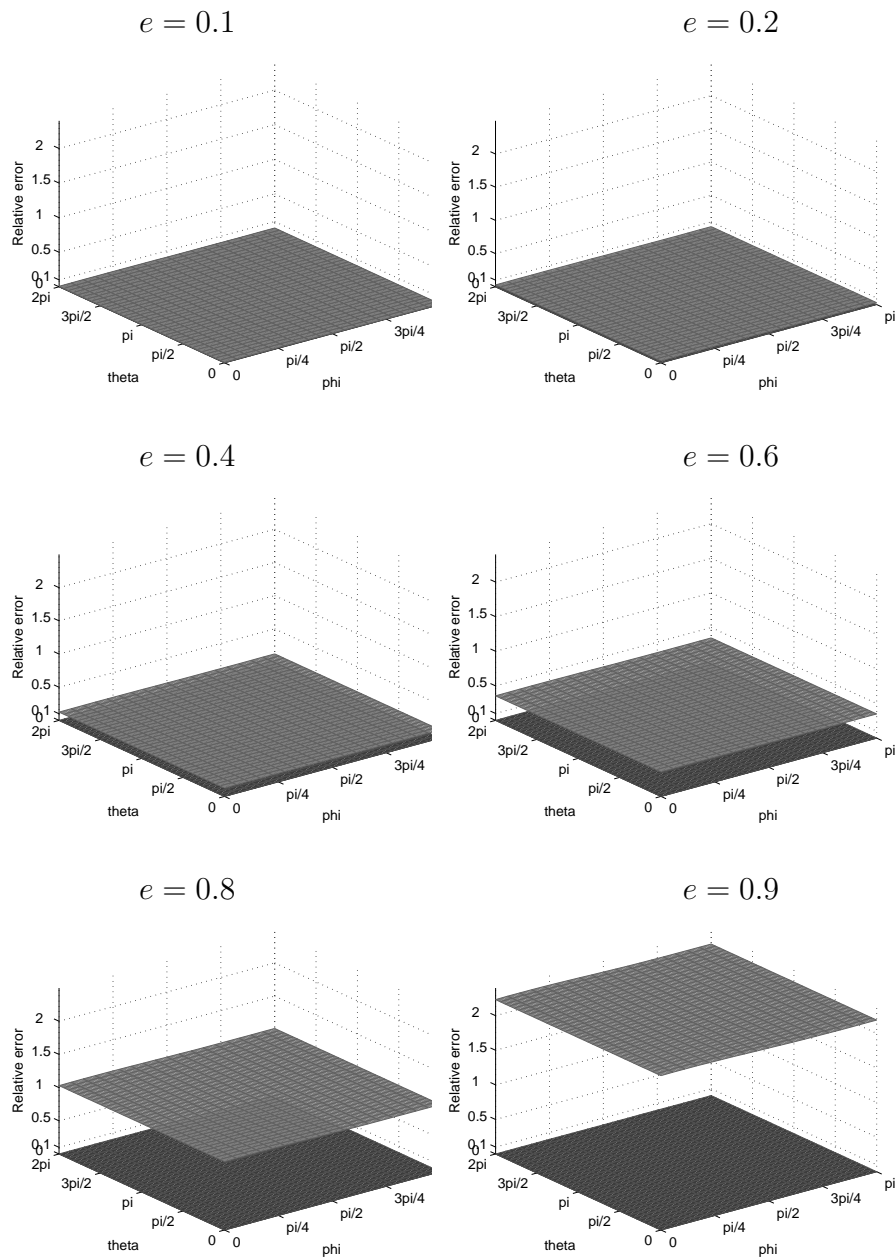 e = 0.1
2
1.5
1
0.5
0.1
0
2pi
3pi/2
pi
pi/2
0
0
pi/4
pi/2
3pi/4
Relative error
theta
phi
e = 0.2
2
1.5
1
0.5
0.1
0
2pi
3pi/2
pi
pi/2
0
0
pi/4
pi/2
3pi/4
pi
Relative error
theta
phi
e = 0.4
2
1.5
1
0.5
0.1
0
2pi
3pi/2
pi
pi/2
0
0
pi/4
pi/2
3pi/4
Relative error
theta
phi
e = 0.6
2
1.5
1
0.5
0.1
0
2pi
3pi/2
pi
pi/2
0
0
pi/4
pi/2
3pi/4
pi
Relative error
theta
phi
e = 0.8
2
1.5
1
0.5
0.1
0
2pi
3pi/2
pi
pi/2
0
0
pi/4
pi/2
3pi/4
Relative error
theta
phi
e = 0.9
2
1.5
1
0.5
0.1
0
2pi
3pi/2
pi
pi/2
0
0
pi/4
pi/2
3pi/4
pi
Relative error
theta
phi